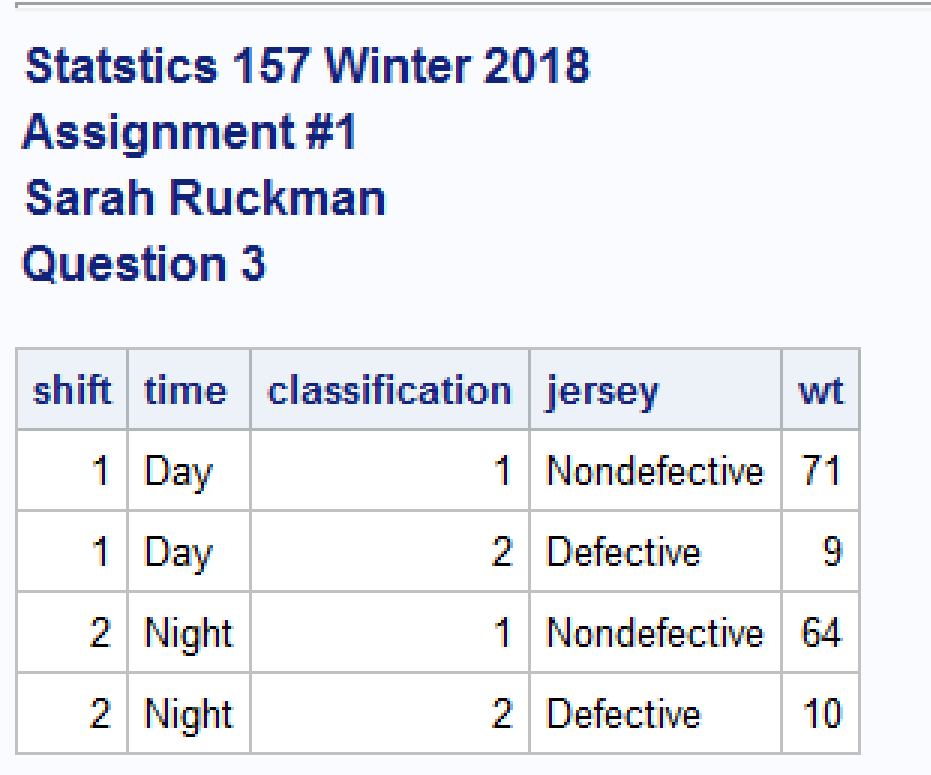 Statstics 157 Winter 2018
Assignment #1
Sarah Ruckman
Question 3
shift time classification jersey wt
1 Day 1 Nondefective 71
1 Day 2 Defective 9
2 Night 1 Nondefective 64
2 Night 2 Defective 10